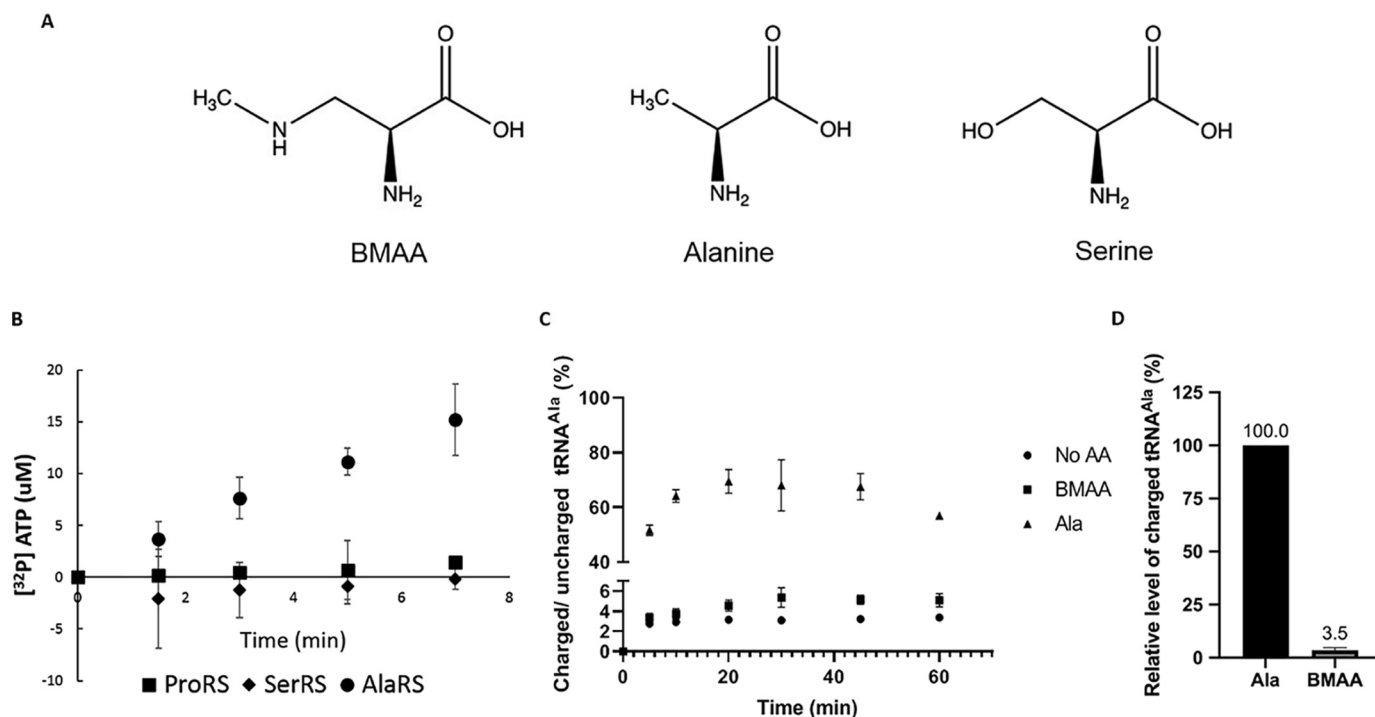 A
O
H₃C
N
H
OH
NH₂
BMAA
O
H₃C
OH
NH₂
Alanine
O
HO
OH
NH₂
Serine
B
[³²P] ATP (uM)
20
15
10
5
0
-5
-10
0
2
4
6
8
Time (min)
ProRS SerRS AlaRS
C
Charged/ uncharged tRNAᴬˡᵃ (%)
100
80
60
40
6
4
2
0
0 20 40 60
Time (min)
No AA
BMAA
Ala
D
Relative level of charged tRNAᴬˡᵃ (%)
125
100
75
50
25
0
100.0
3.5
Ala BMAA